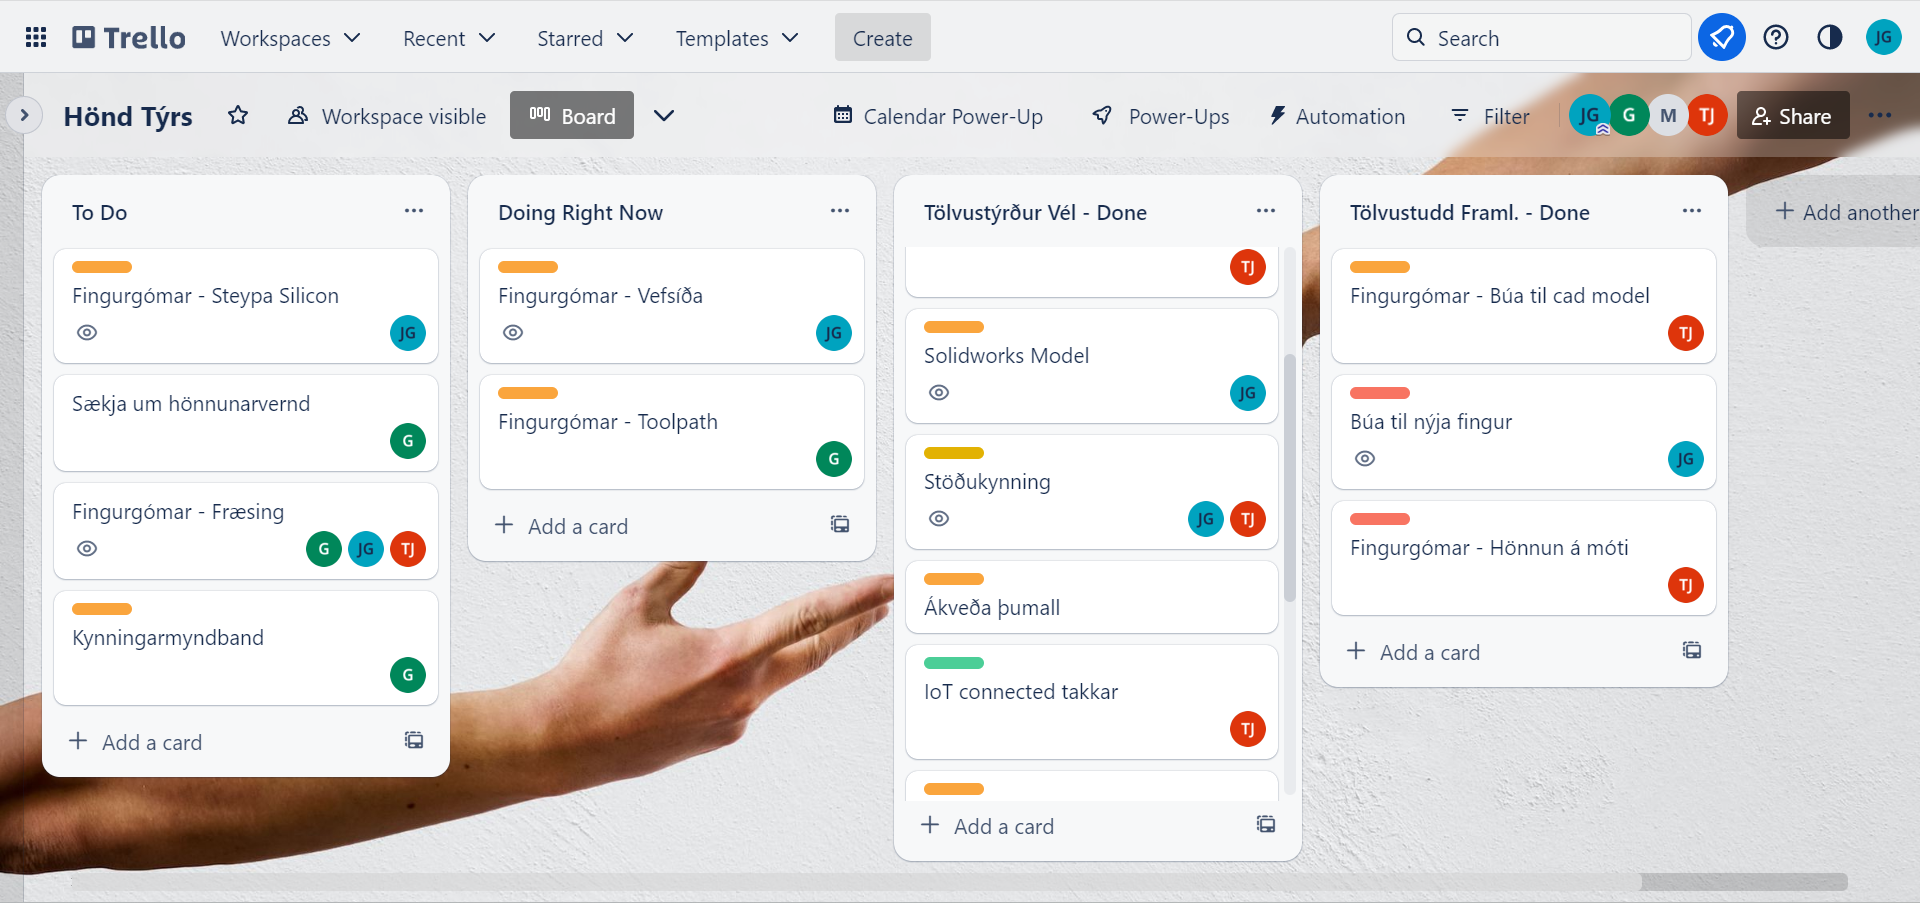 Trello
Workspaces
Recent
Starred
Templates
Create
Search
JG
Hönd Týrs
Workspace visible
Board
Calendar Power-Up
Power-Ups
Automation
Filter
JG
G
M
TJ
Share
To Do
Fingurgómar - Steypa Silicon
JG
Sækja um hönnunarvernd
G
Fingurgómar - Fræsing
G JG TJ
Kynningarmyndband
G
Add a card
Doing Right Now
Fingurgómar - Vefsíða
JG
Fingurgómar - Toolpath
G
Add a card
Tölvustýrður Vél - Done
TJ
Solidworks Model
JG
Stöðukynning
JG TJ
Ákveða þumall
IoT connected takkar
TJ
Add a card
Tölvustudd Framl. - Done
Fingurgómar - Búa til cad model
TJ
Búa til nýja fingur
JG
Fingurgómar - Hönnun á móti
TJ
Add a card
Add another